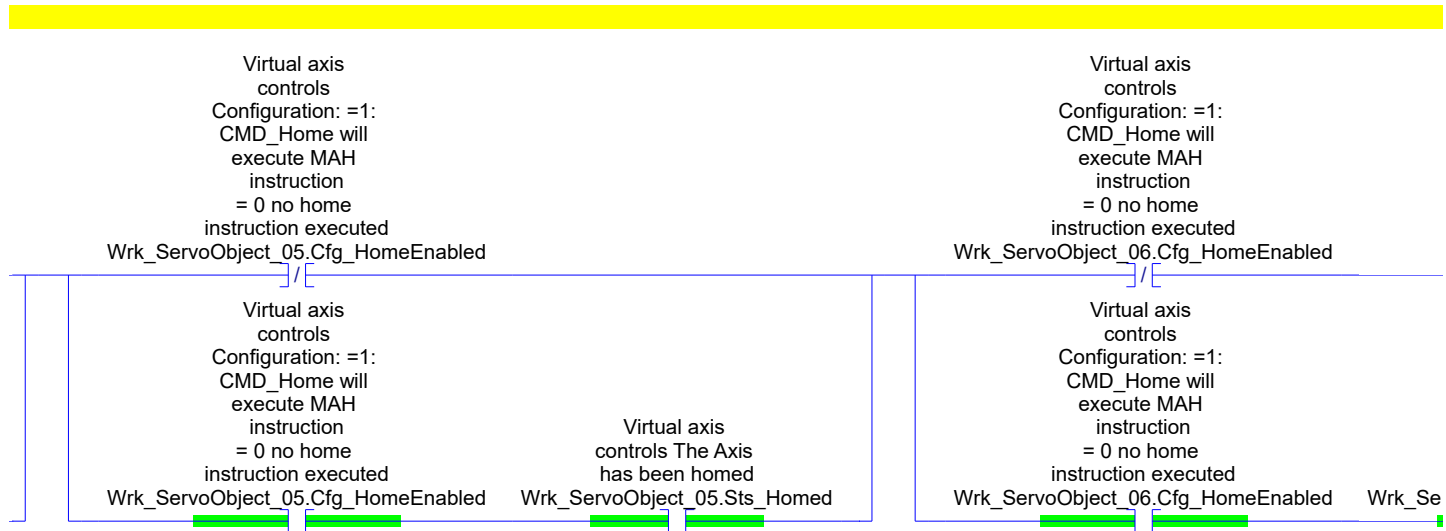 Virtual axis
controls
Configuration: =1:
CMD_Home will
execute MAH
instruction
= 0 no home
instruction executed
Wrk_ServoObject_05.Cfg_HomeEnabled
/
Virtual axis
controls
Configuration: =1:
CMD_Home will
execute MAH
instruction
= 0 no home
instruction executed
Wrk_ServoObject_06.Cfg_HomeEnabled
/
Virtual axis
controls
Configuration: =1:
CMD_Home will
execute MAH
instruction
= 0 no home
instruction executed
Wrk_ServoObject_05.Cfg_HomeEnabled
Virtual axis
controls The Axis
has been homed
Wrk_ServoObject_05.Sts_Homed
Virtual axis
controls
Configuration: =1:
CMD_Home will
execute MAH
instruction
= 0 no home
instruction executed
Wrk_ServoObject_06.Cfg_HomeEnabled
Wrk_Se